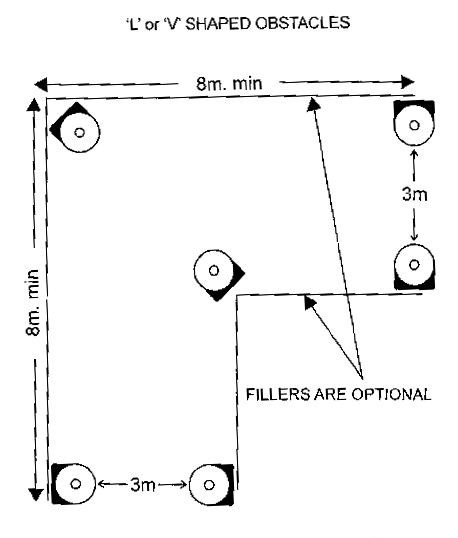 'L' or 'V' SHAPED OBSTACLES
8m. min
3m
8m. min
FILLERS ARE OPTIONAL
3m